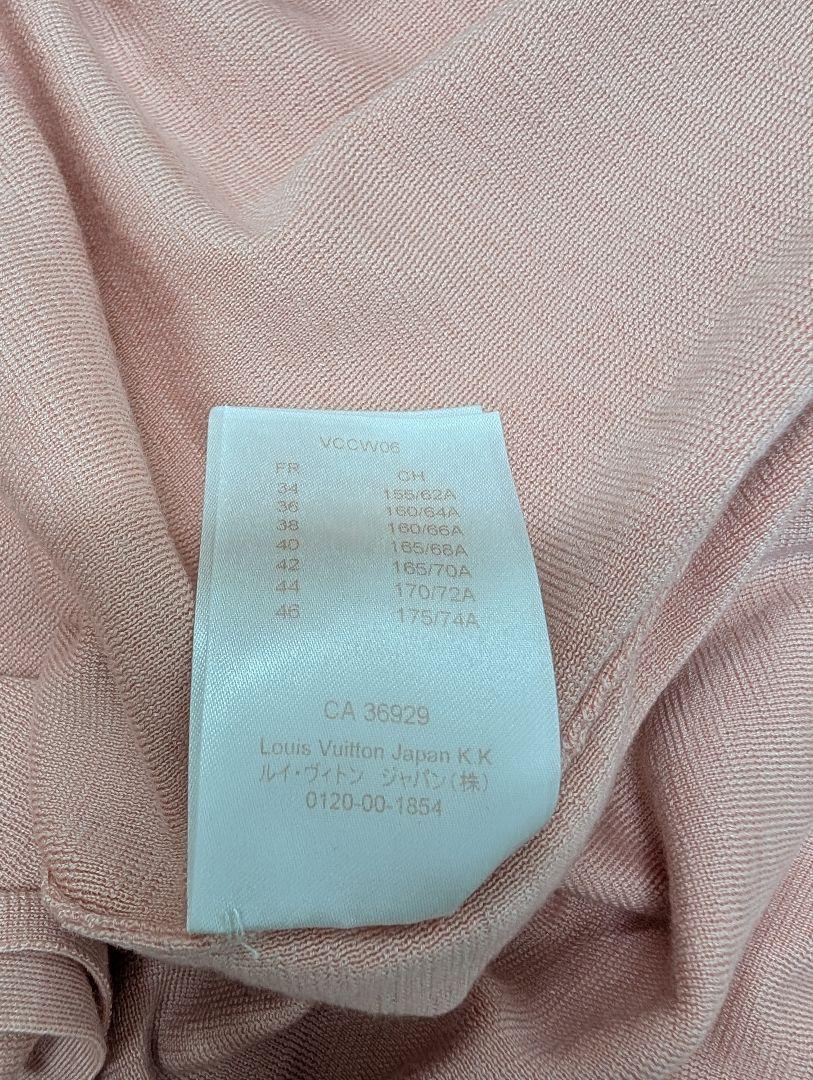 VCCW06
FR CH
34 155/62A
36 160/64A
38 160/66A
40 165/68A
42 165/70A
44 170/72A
46 175/74A
CA 36929
Louis Vuitton Japan K.K
ルイ・ヴィトン ジャパン(株)
0120-00-1854